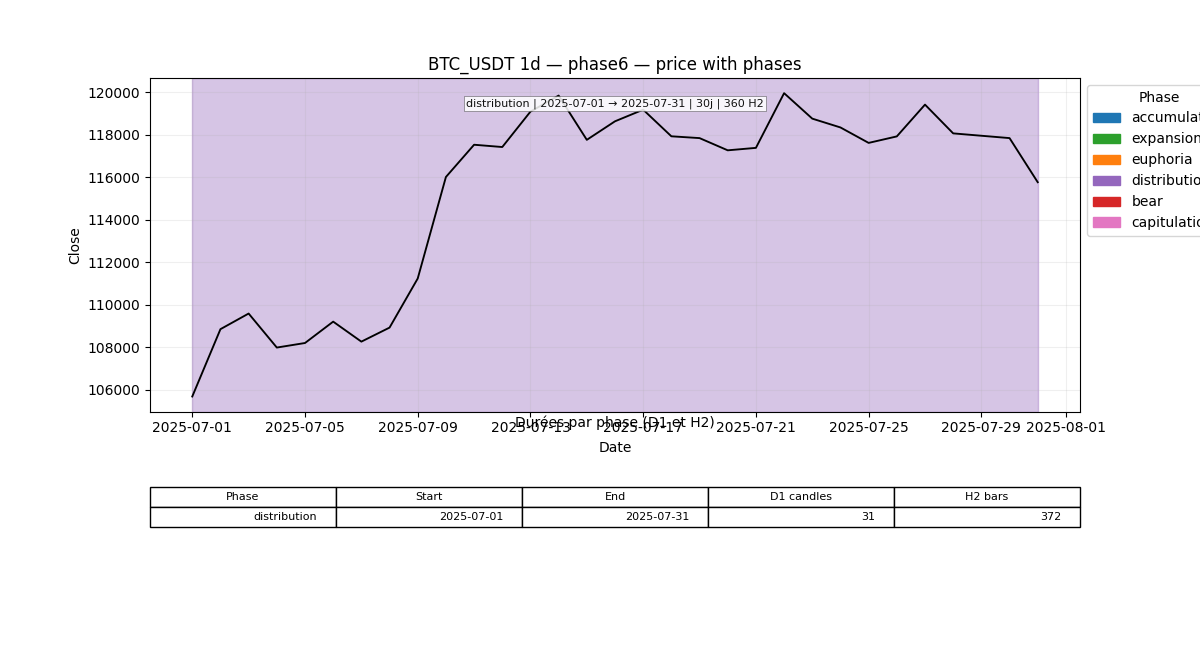 BTC_USDT 1d — phase6 — price with phases
120000
118000
116000
114000
112000
110000
108000
106000
Close
distribution | 2025-07-01 → 2025-07-31 | 30j | 360 H2
Phase
accumulat
expansion
euphoria
distributio
bear
capitulatio
Durées par phase (D1 et H2)
2025-07-01 2025-07-05 2025-07-09 2025-07-13 2025-07-17 2025-07-21 2025-07-25 2025-07-29 2025-08-01
Date
Phase Start End D1 candles H2 bars
distribution 2025-07-01 2025-07-31 31 372